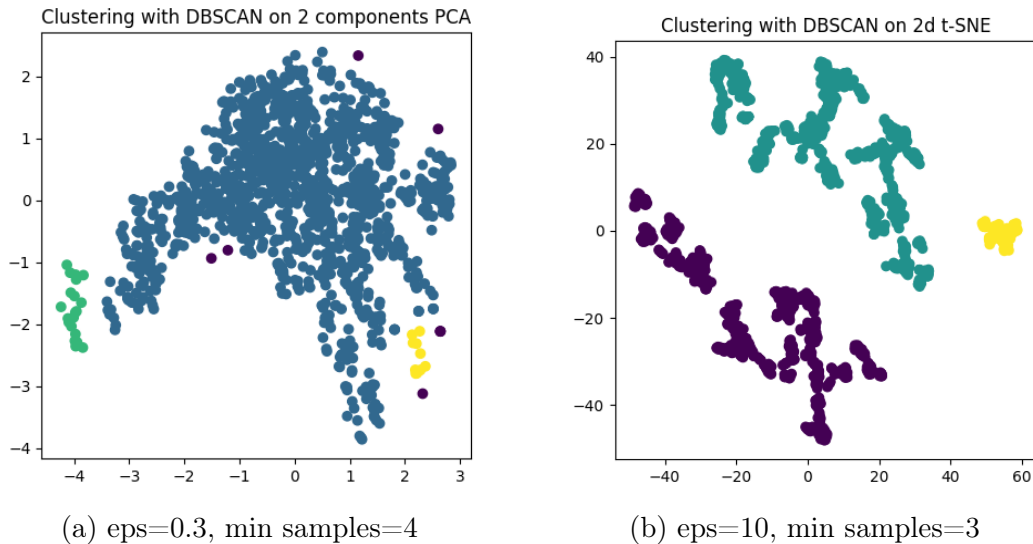 Clustering with DBSCAN on 2 components PCA
2
1
0
−1
−2
−3
−4
−4 −3 −2 −1 0 1 2 3
(a) eps=0.3, min samples=4
Clustering with DBSCAN on 2d t-SNE
40
20
0
−20
−40
−40 −20 0 20 40 60
(b) eps=10, min samples=3